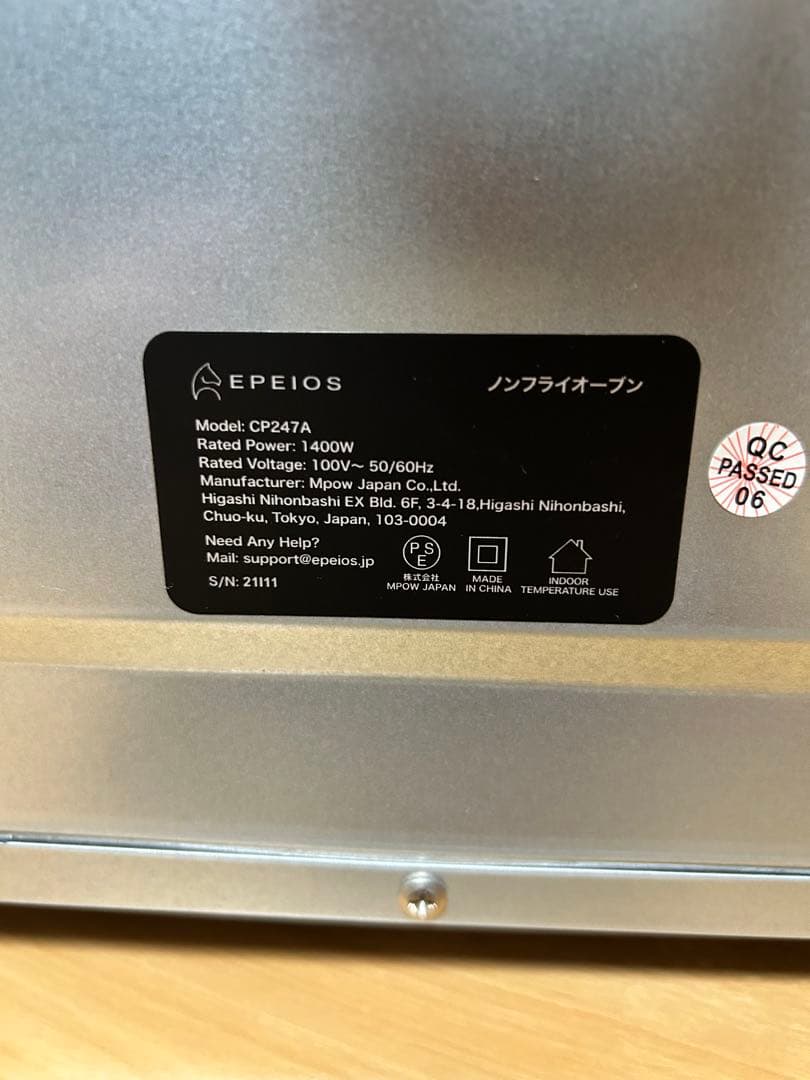 EPEIOS
ノンフライオーブン
Model: CP247A
Rated Power: 1400W
Rated Voltage: 100V～ 50/60Hz
Manufacturer: Mpow Japan Co.,Ltd.
Higashi Nihonbashi EX Bld. 6F, 3-4-18,Higashi Nihonbashi,
Chuo-ku, Tokyo, Japan, 103-0004
Need Any Help?
Mail: support@epeios.jp
S/N: 21I11
PSE
株式会社
MPOW JAPAN
MADE
IN CHINA
INDOOR
TEMPERATURE USE
QC
PASSED
06